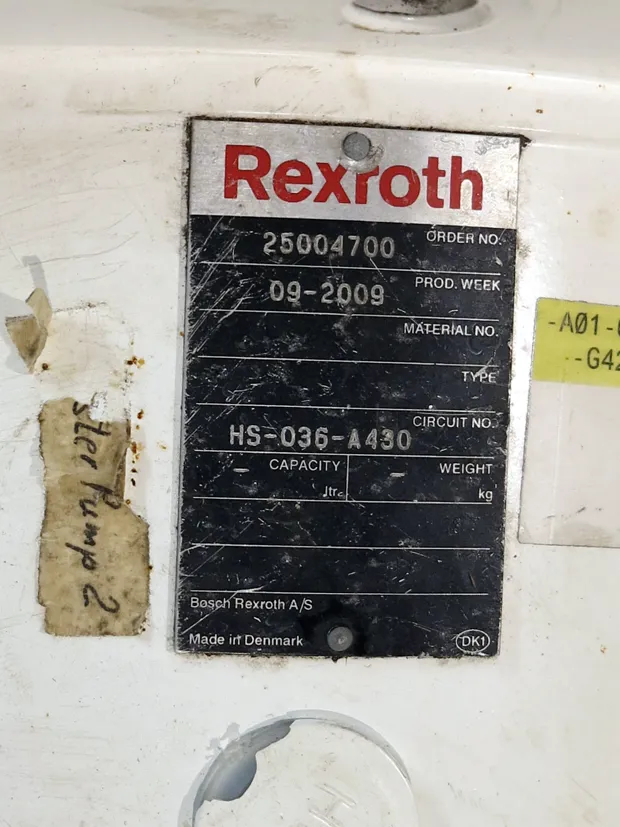 Rexroth
25004700 ORDER NO.
09-2009 PROD. WEEK
MATERIAL NO.
TYPE
HS-036-A430 CIRCUIT NO.
- CAPACITY ltr. - WEIGHT kg
Bosch Rexroth A/S
Made in Denmark DK1
-A01-
--G42
Pump 2